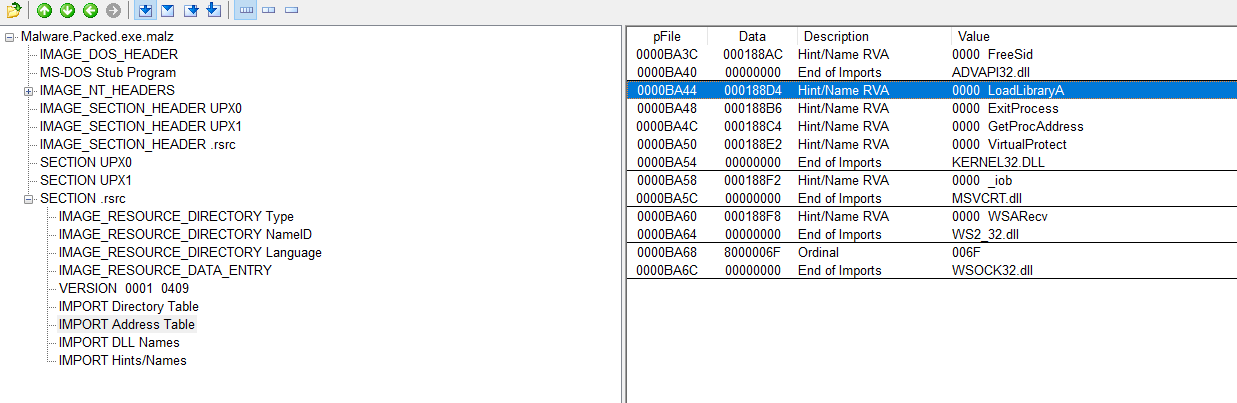 Malware.Packed.exe.malz
IMAGE_DOS_HEADER
MS-DOS Stub Program
IMAGE_NT_HEADERS
IMAGE_SECTION_HEADER UPX0
IMAGE_SECTION_HEADER UPX1
IMAGE_SECTION_HEADER .rsrc
SECTION UPX0
SECTION UPX1
SECTION .rsrc
IMAGE_RESOURCE_DIRECTORY Type
IMAGE_RESOURCE_DIRECTORY NameID
IMAGE_RESOURCE_DIRECTORY Language
IMAGE_RESOURCE_DATA_ENTRY
VERSION 0001 0409
IMPORT Directory Table
IMPORT Address Table
IMPORT DLL Names
IMPORT Hints/Names
pFile Data Description Value
0000BA3C 000188AC Hint/Name RVA 0000 FreeSid
0000BA40 00000000 End of Imports ADVAPI32.dll
0000BA44 000188D4 Hint/Name RVA 0000 LoadLibraryA
0000BA48 000188B6 Hint/Name RVA 0000 ExitProcess
0000BA4C 000188C4 Hint/Name RVA 0000 GetProcAddress
0000BA50 000188E2 Hint/Name RVA 0000 VirtualProtect
0000BA54 00000000 End of Imports KERNEL32.DLL
0000BA58 000188F2 Hint/Name RVA 0000 _iob
0000BA5C 00000000 End of Imports MSVCRT.dll
0000BA60 000188F8 Hint/Name RVA 0000 WSARecv
0000BA64 00000000 End of Imports WS2_32.dll
0000BA68 8000006F Ordinal 006F
0000BA6C 00000000 End of Imports WSOCK32.dll